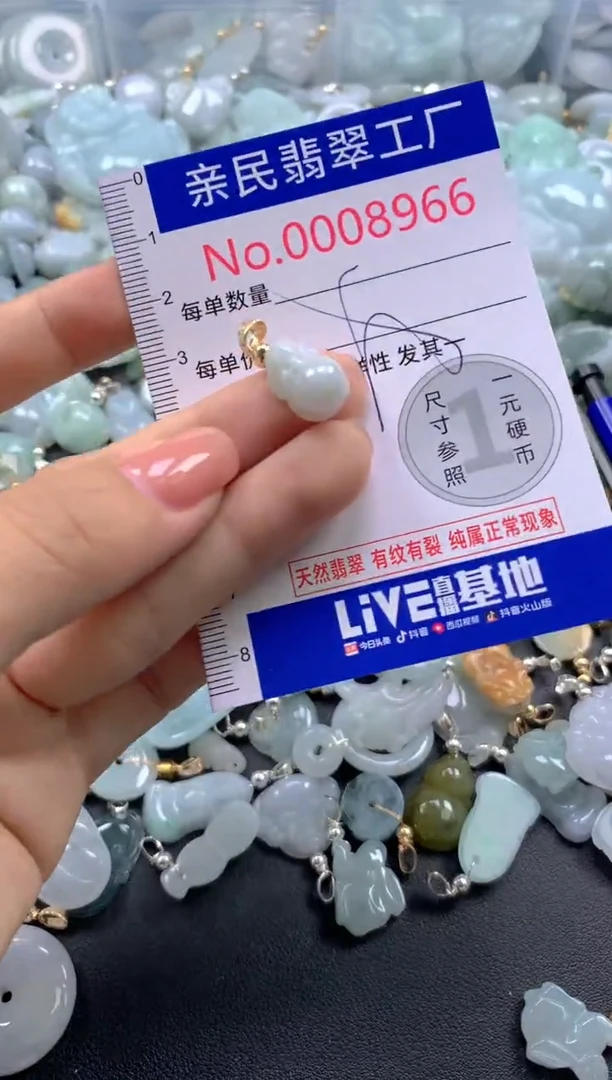 0
亲民翡翠工厂
1
No.0008966
2
每单数量
3
每单价 性 发其一
尺寸参照
1
一元硬币
天然翡翠 有纹有裂 纯属正常现象
LiVE直播基地
今日头条 抖音 西瓜视频 抖音火山版
8